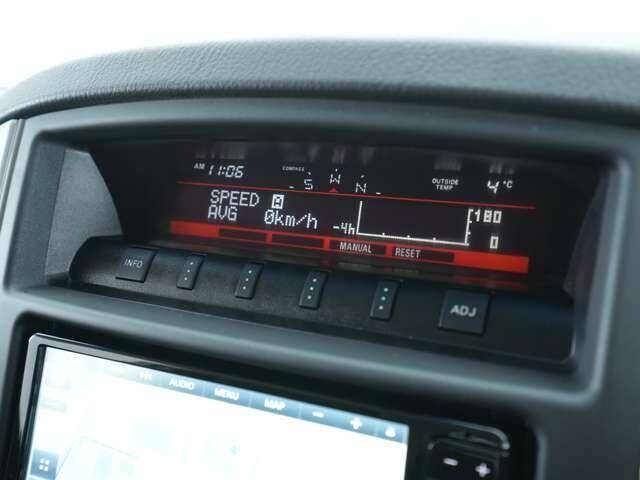 AM 11:06 COMPASS S W N OUTSIDE TEMP 4°C
SPEED
AVG 0km/h -4h 180
0
MANUAL RESET
INFO ADJ
AUDIO MENU MAP - +
- +